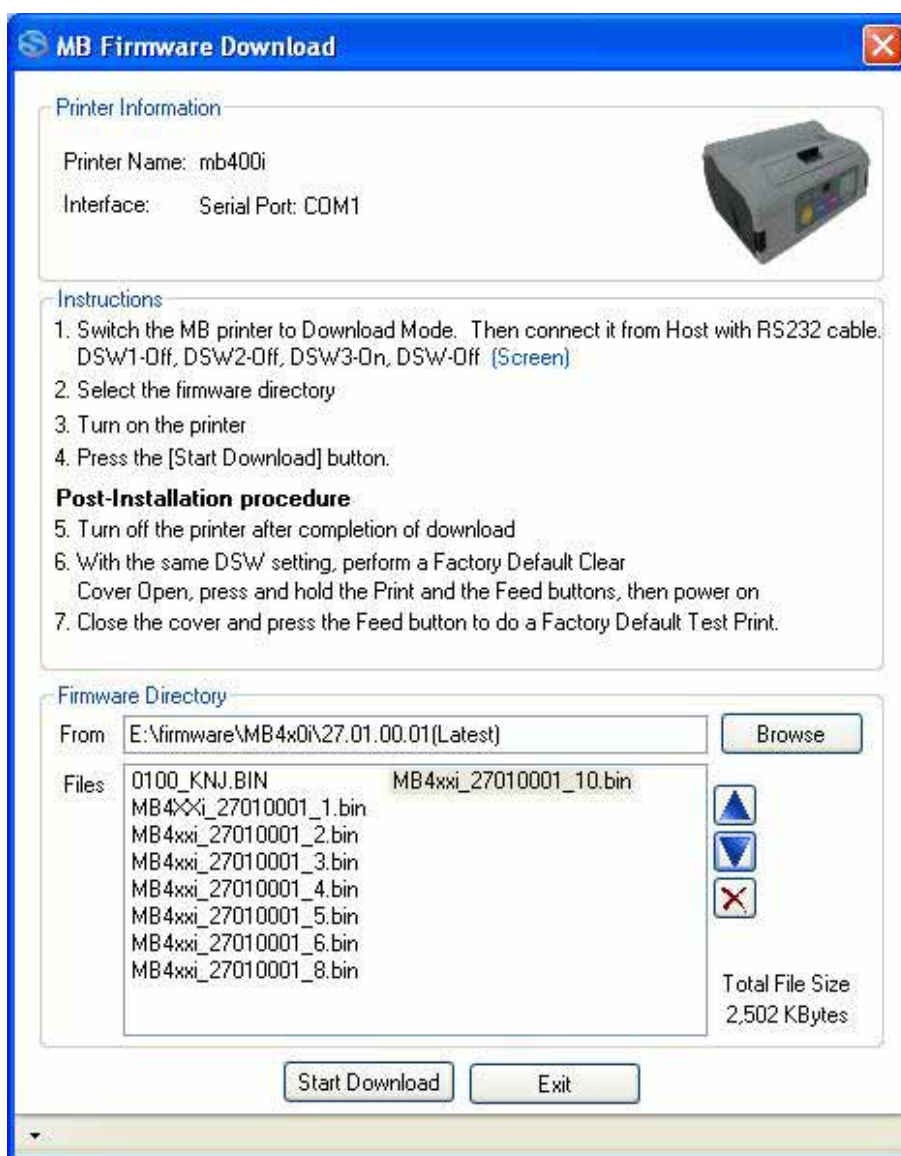 MB Firmware Download
Printer Information
Printer Name: mb400i
Interface: Serial Port: COM1
Instructions
1. Switch the MB printer to Download Mode. Then connect it from Host with RS232 cable.
DSW1-Off, DSW2-Off, DSW3-On, DSW-Off (Screen)
2. Select the firmware directory
3. Turn on the printer
4. Press the [Start Download] button.
Post-Installation procedure
5. Turn off the printer after completion of download
6. With the same DSW setting, perform a Factory Default Clear
Cover Open, press and hold the Print and the Feed buttons, then power on
7. Close the cover and press the Feed button to do a Factory Default Test Print.
Firmware Directory
From E:\firmware\MB4x0i\27.01.00.01(Latest) Browse
Files 0100_KNJ.BIN MB4xxi_27010001_10.bin
MB4XXi_27010001_1.bin
MB4xxi_27010001_2.bin
MB4xxi_27010001_3.bin
MB4xxi_27010001_4.bin
MB4xxi_27010001_5.bin
MB4xxi_27010001_6.bin
MB4xxi_27010001_8.bin
Total File Size
2,502 KBytes
Start Download Exit